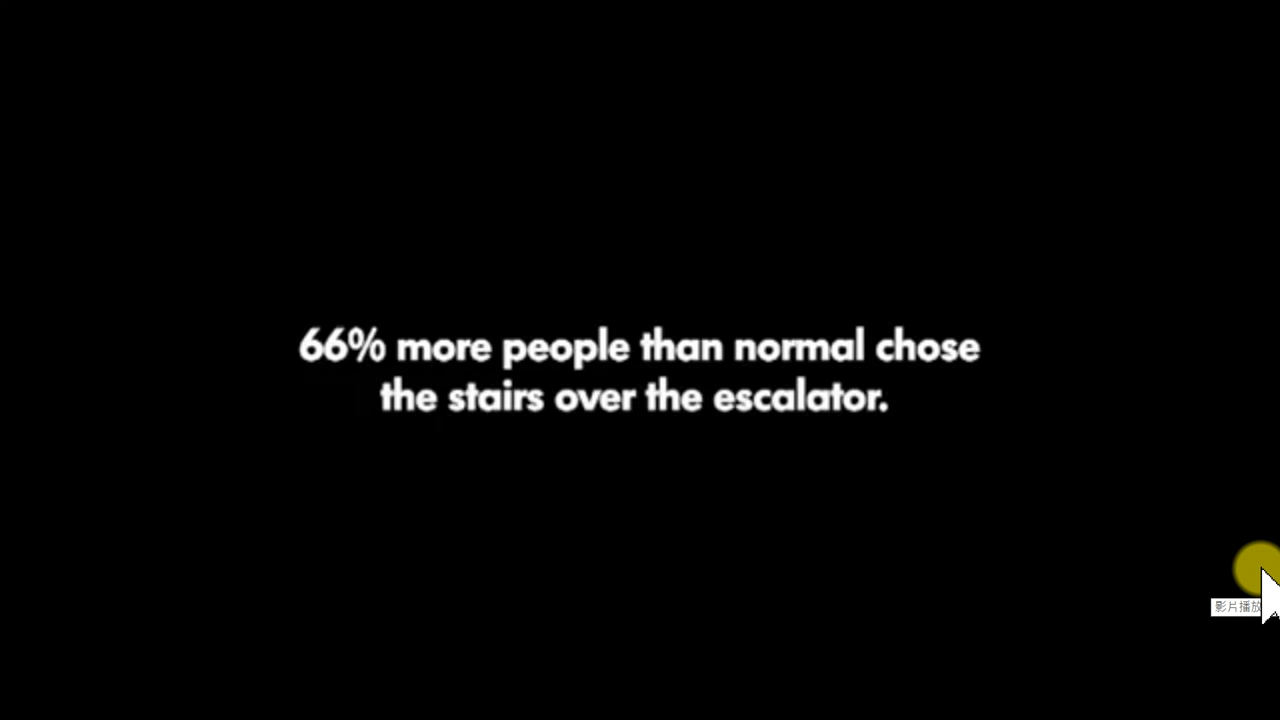 66% more people than normal chose
the stairs over the escalator.
影片播放